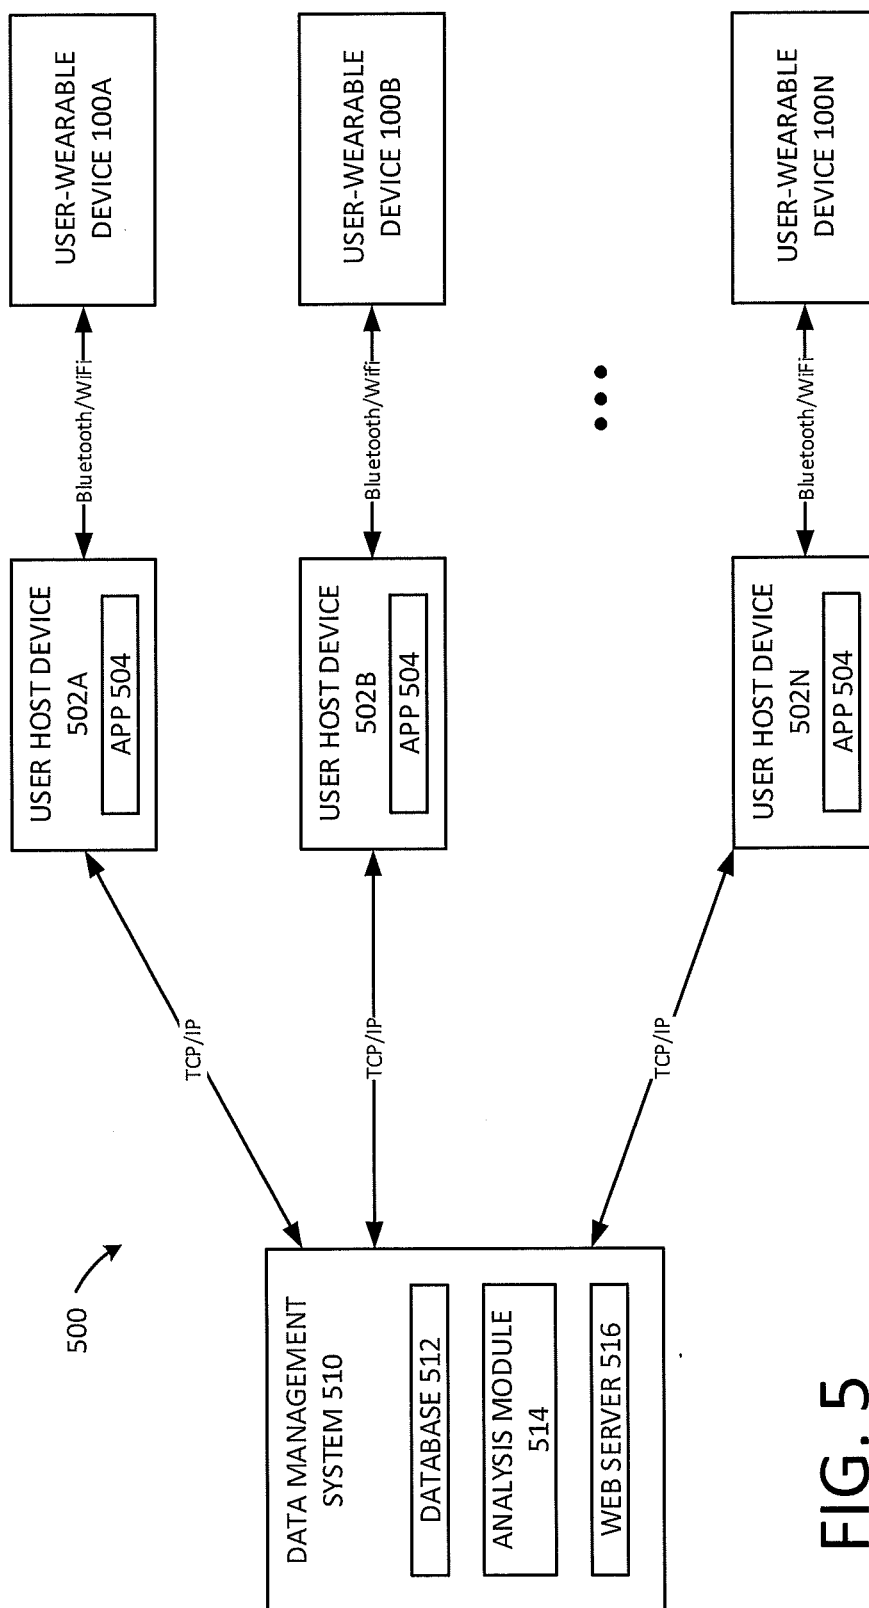 500
DATA MANAGEMENT
SYSTEM 510
DATABASE 512
ANALYSIS MODULE
514
WEB SERVER 516
TCP/IP
TCP/IP
TCP/IP
USER HOST DEVICE
502A
APP 504
USER HOST DEVICE
502B
APP 504
USER HOST DEVICE
502N
APP 504
Bluetooth/WiFi
Bluetooth/Wifi
Bluetooth/WiFi
USER-WEARABLE
DEVICE 100A
USER-WEARABLE
DEVICE 100B
USER-WEARABLE
DEVICE 100N
FIG. 5